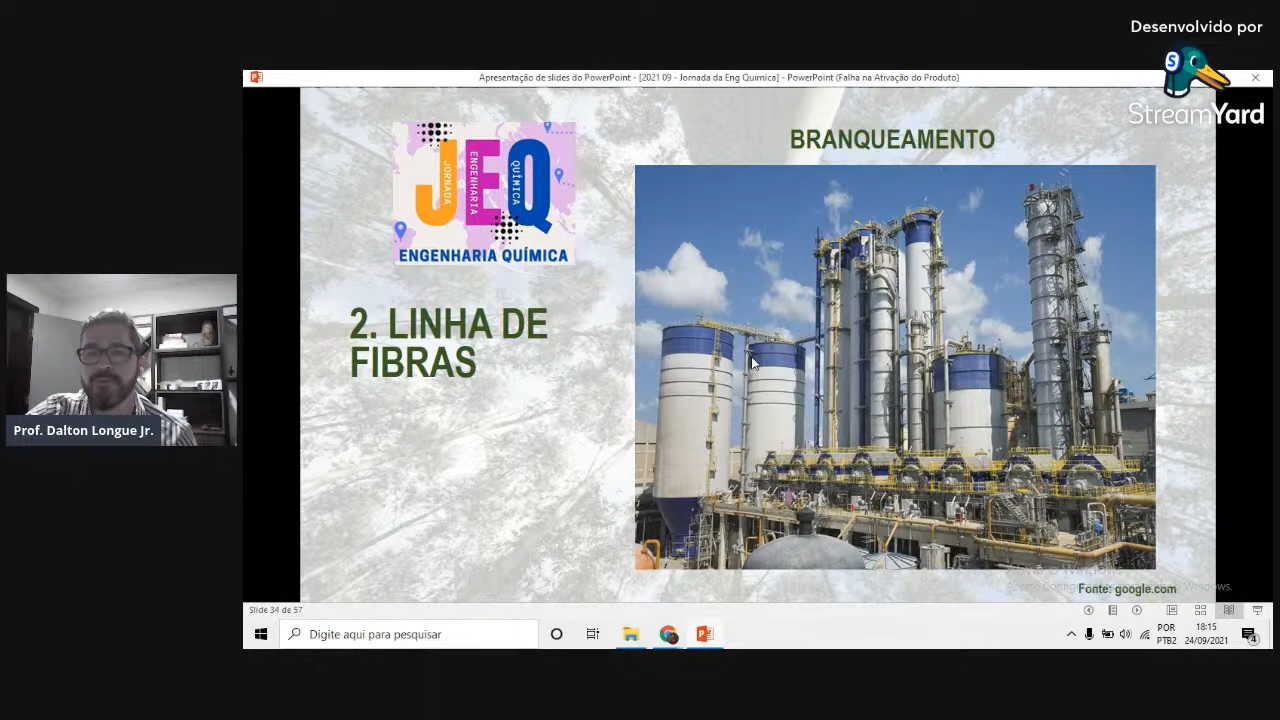 Desenvolvido por
StreamYard
Apresentação de slides do PowerPoint - [2021 09 - Jornada da Eng Química] - PowerPoint (Falha na Ativação do Produto)
JEQ
JORNADA
ENGENHARIA
QUÍMICA
ENGENHARIA QUÍMICA
BRANQUEAMENTO
2. LINHA DE
FIBRAS
Prof. Dalton Longue Jr.
Fonte: google.com
Slide 34 de 57
Digite aqui para pesquisar
POR
PTB2
18:15
24/09/2021
4